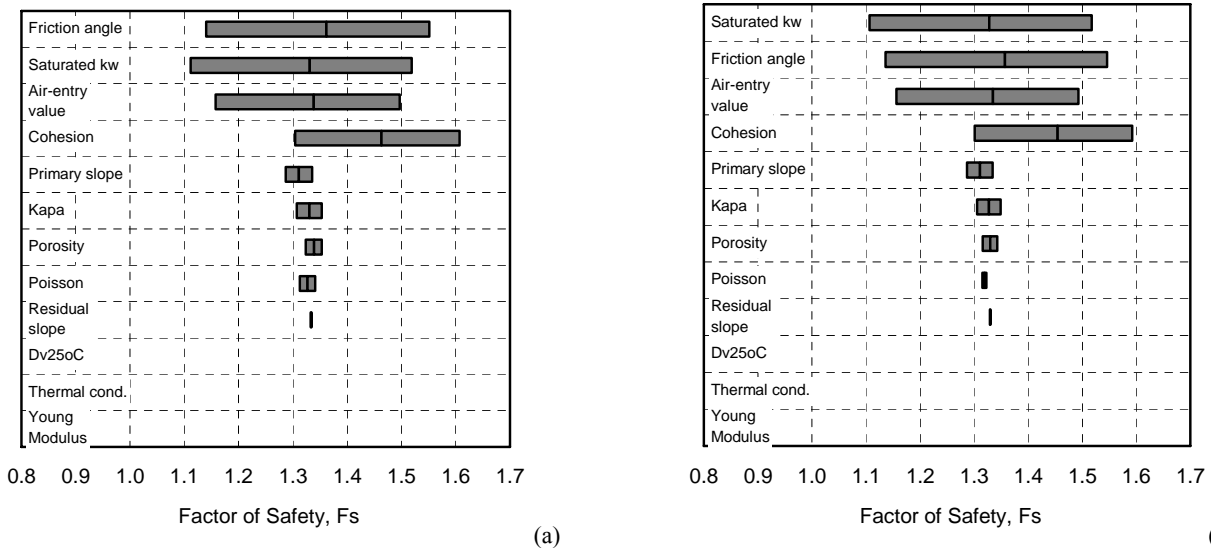 Friction angle
Saturated kw
Air-entry
value
Cohesion
Primary slope
Kapa
Porosity
Poisson
Residual
slope
Dv25oC
Thermal cond.
Young
Modulus
0.8 0.9 1.0 1.1 1.2 1.3 1.4 1.5 1.6 1.7
Factor of Safety, Fs
(a)
Saturated kw
Friction angle
Air-entry
value
Cohesion
Primary slope
Kapa
Porosity
Poisson
Residual
slope
Dv25oC
Thermal cond.
Young
Modulus
0.8 0.9 1.0 1.1 1.2 1.3 1.4 1.5 1.6 1.7
Factor of Safety, Fs
(